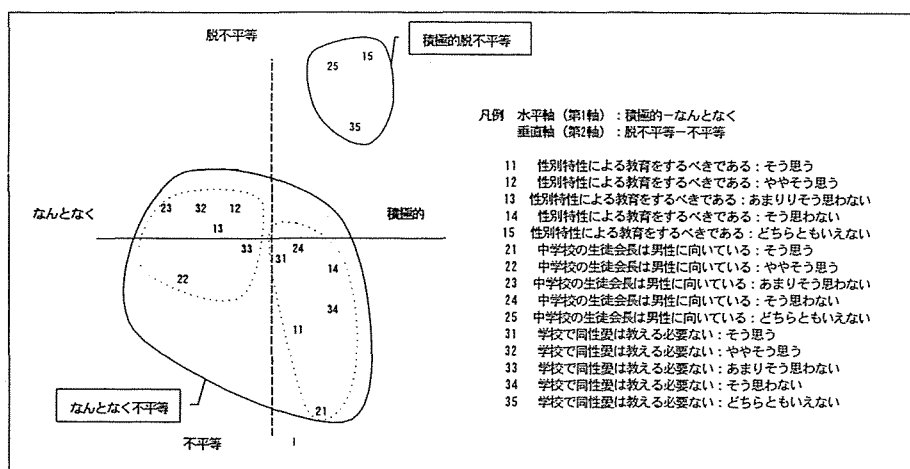 脱不平等
積極的脱不平等
25 15
35
凡例 水平軸(第1軸):積極的-なんとなく
垂直軸(第2軸):脱不平等-不平等
11 性別特性による教育をするべきである:そう思う
12 性別特性による教育をするべきである:ややそう思う
13 性別特性による教育をするべきである:あまりりそう思わない
14 性別特性による教育をするべきである:そう思わない
15 性別特性による教育をするべきである:どちらともいえない
21 中学校の生徒会長は男性に向いている:そう思う
22 中学校の生徒会長は男性に向いている:ややそう思う
23 中学校の生徒会長は男性に向いている:あまりそう思わない
24 中学校の生徒会長は男性に向いている:そう思わない
25 中学校の生徒会長は男性に向いている:どちらともいえない
31 学校で同性愛は教える必要ない:そう思う
32 学校で同性愛は教える必要ない:ややそう思う
33 学校で同性愛は教える必要ない:あまりそう思わない
34 学校で同性愛は教える必要ない:そう思わない
35 学校で同性愛は教える必要ない:どちらともいえない
なんとなく
23 32 12
積極的
13
33
24
31
14
22
34
11
なんとなく不平等
21
不平等